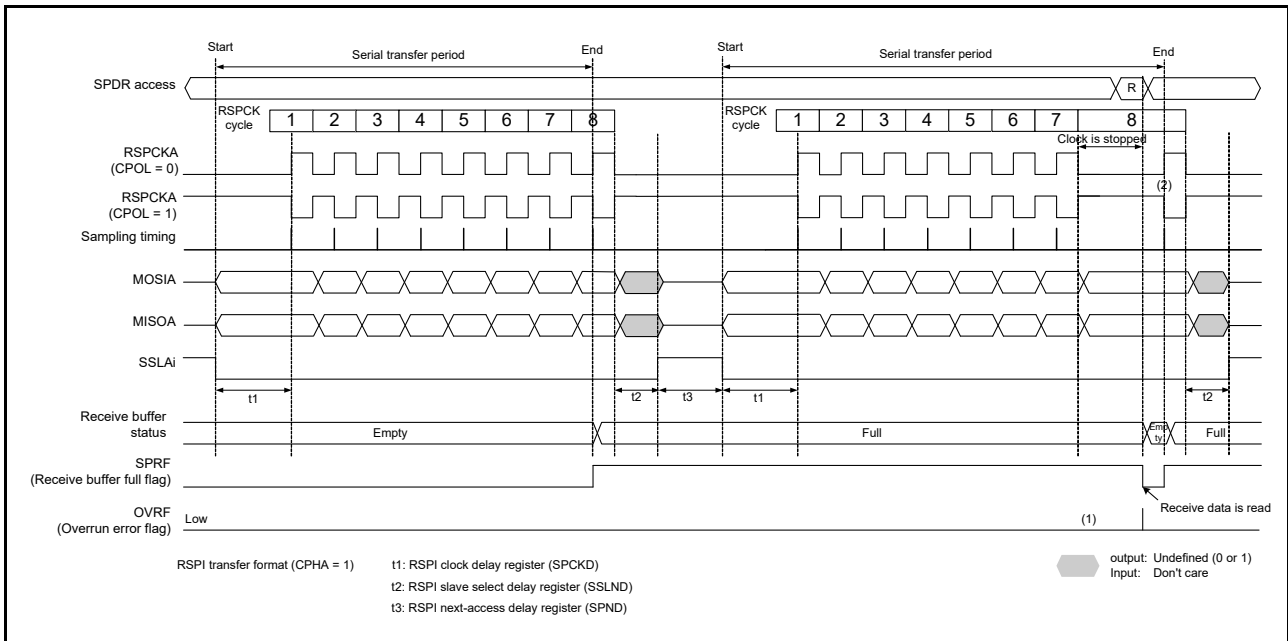 Start
Serial transfer period
End
Start
Serial transfer period
End
SPDR access
R
RSPCK
cycle
1 2 3 4 5 6 7 8
RSPCK
cycle
1 2 3 4 5 6 7 8
Clock is stopped
RSPCKA
(CPOL = 0)
(2)
RSPCKA
(CPOL = 1)
Sampling timing
MOSIA
MISOA
SSLAi
t1
t2
t3
t1
t2
Receive buffer
status
Empty
Full
Emp
ty
Full
SPRF
(Receive buffer full flag)
Receive data is read
OVRF
(Overrun error flag)
Low
(1)
RSPI transfer format (CPHA = 1)
t1: RSPI clock delay register (SPCKD)
t2: RSPI slave select delay register (SSLND)
t3: RSPI next-access delay register (SPND)
output: Undefined (0 or 1)
Input: Don't care